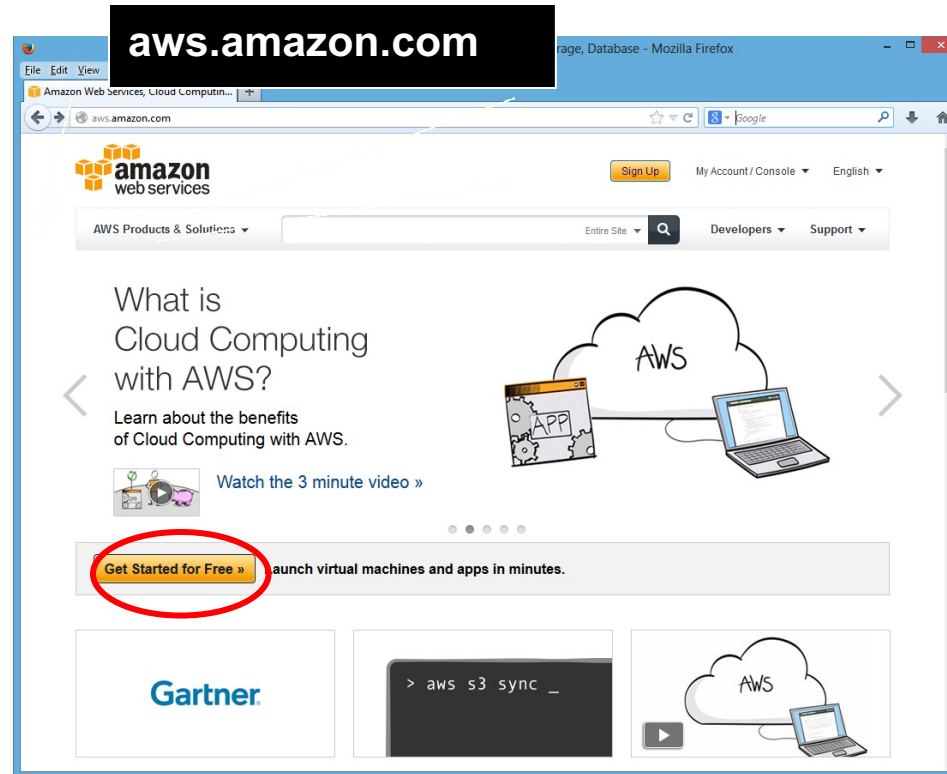 aws.amazon.com
rage, Database - Mozilla Firefox
File Edit View
Amazon Web Services, Cloud Computin... +
aws.amazon.com
Google
amazon
web services
Sign Up
My Account / Console
English
AWS Products & Solutions
Entire Site
Developers
Support
What is
Cloud Computing
with AWS?
AWS
APP
Learn about the benefits
of Cloud Computing with AWS.
Watch the 3 minute video »
Get Started for Free »
Launch virtual machines and apps in minutes.
Gartner
> aws s3 sync _
AWS